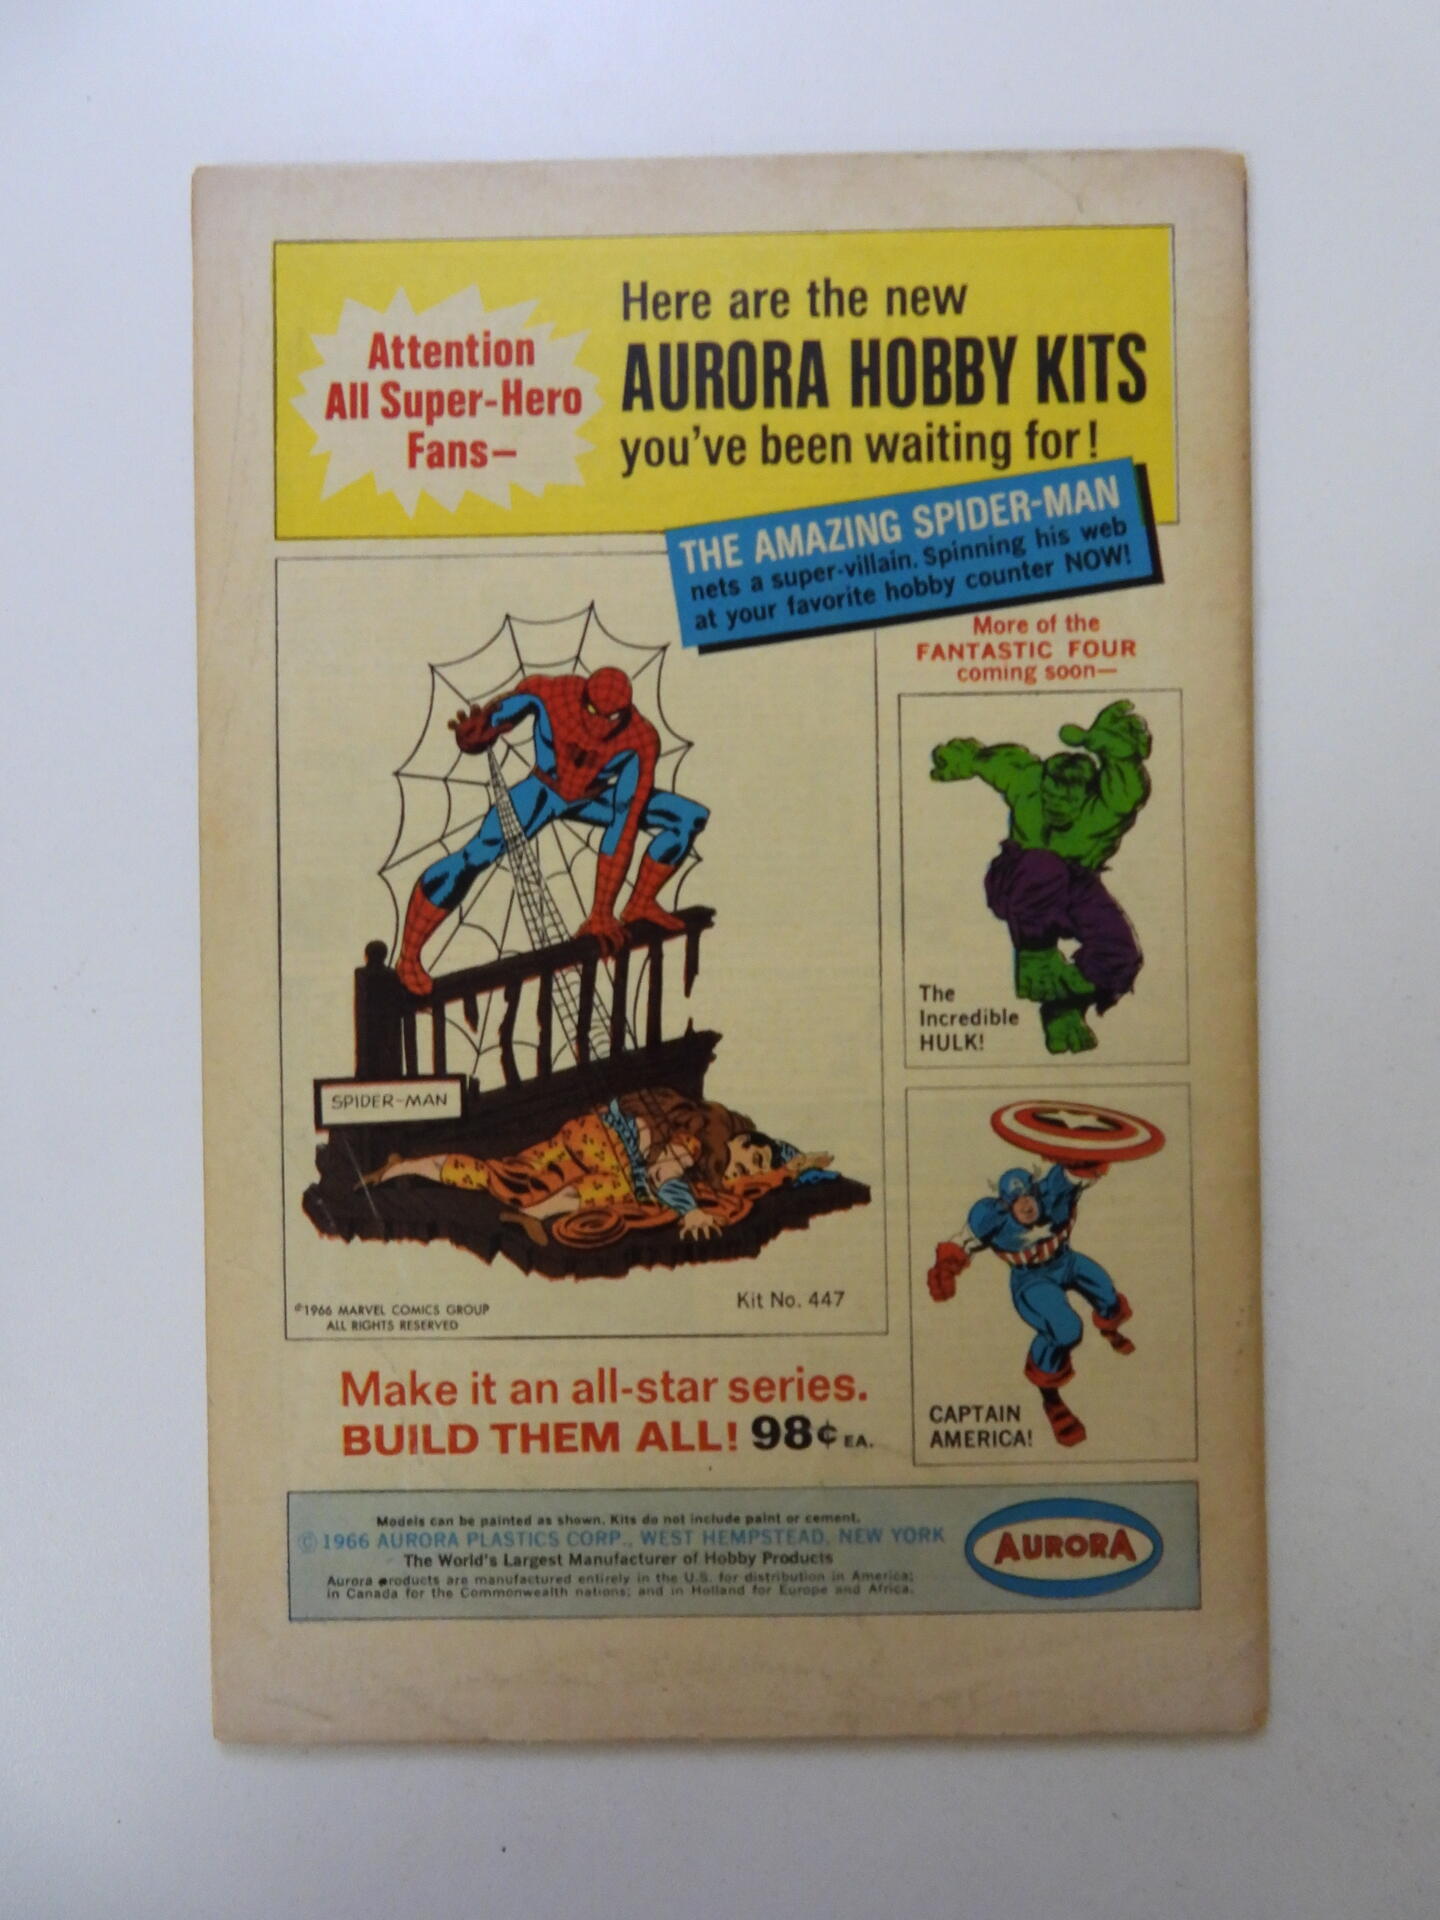 Attention
All Super-Hero
Fans—
Here are the new
AURORA HOBBY KITS
you've been waiting for!
THE AMAZING SPIDER-MAN
nets a super-villain. Spinning his web
at your favorite hobby counter NOW!
More of the
FANTASTIC FOUR
coming soon—
The
Incredible
HULK!
SPIDER-MAN
Kit No. 447
©1966 MARVEL COMICS GROUP
ALL RIGHTS RESERVED
CAPTAIN
AMERICA!
Make it an all-star series.
BUILD THEM ALL! 98¢ EA.
Models can be painted as shown. Kits do not include paint or cement.
© 1966 AURORA PLASTICS CORP., WEST HEMPSTEAD, NEW YORK
The World's Largest Manufacturer of Hobby Products
Aurora products are manufactured entirely in the U.S. for distribution in America;
in Canada for the Commonwealth nations; and in Holland for Europe and Africa.
AURORA